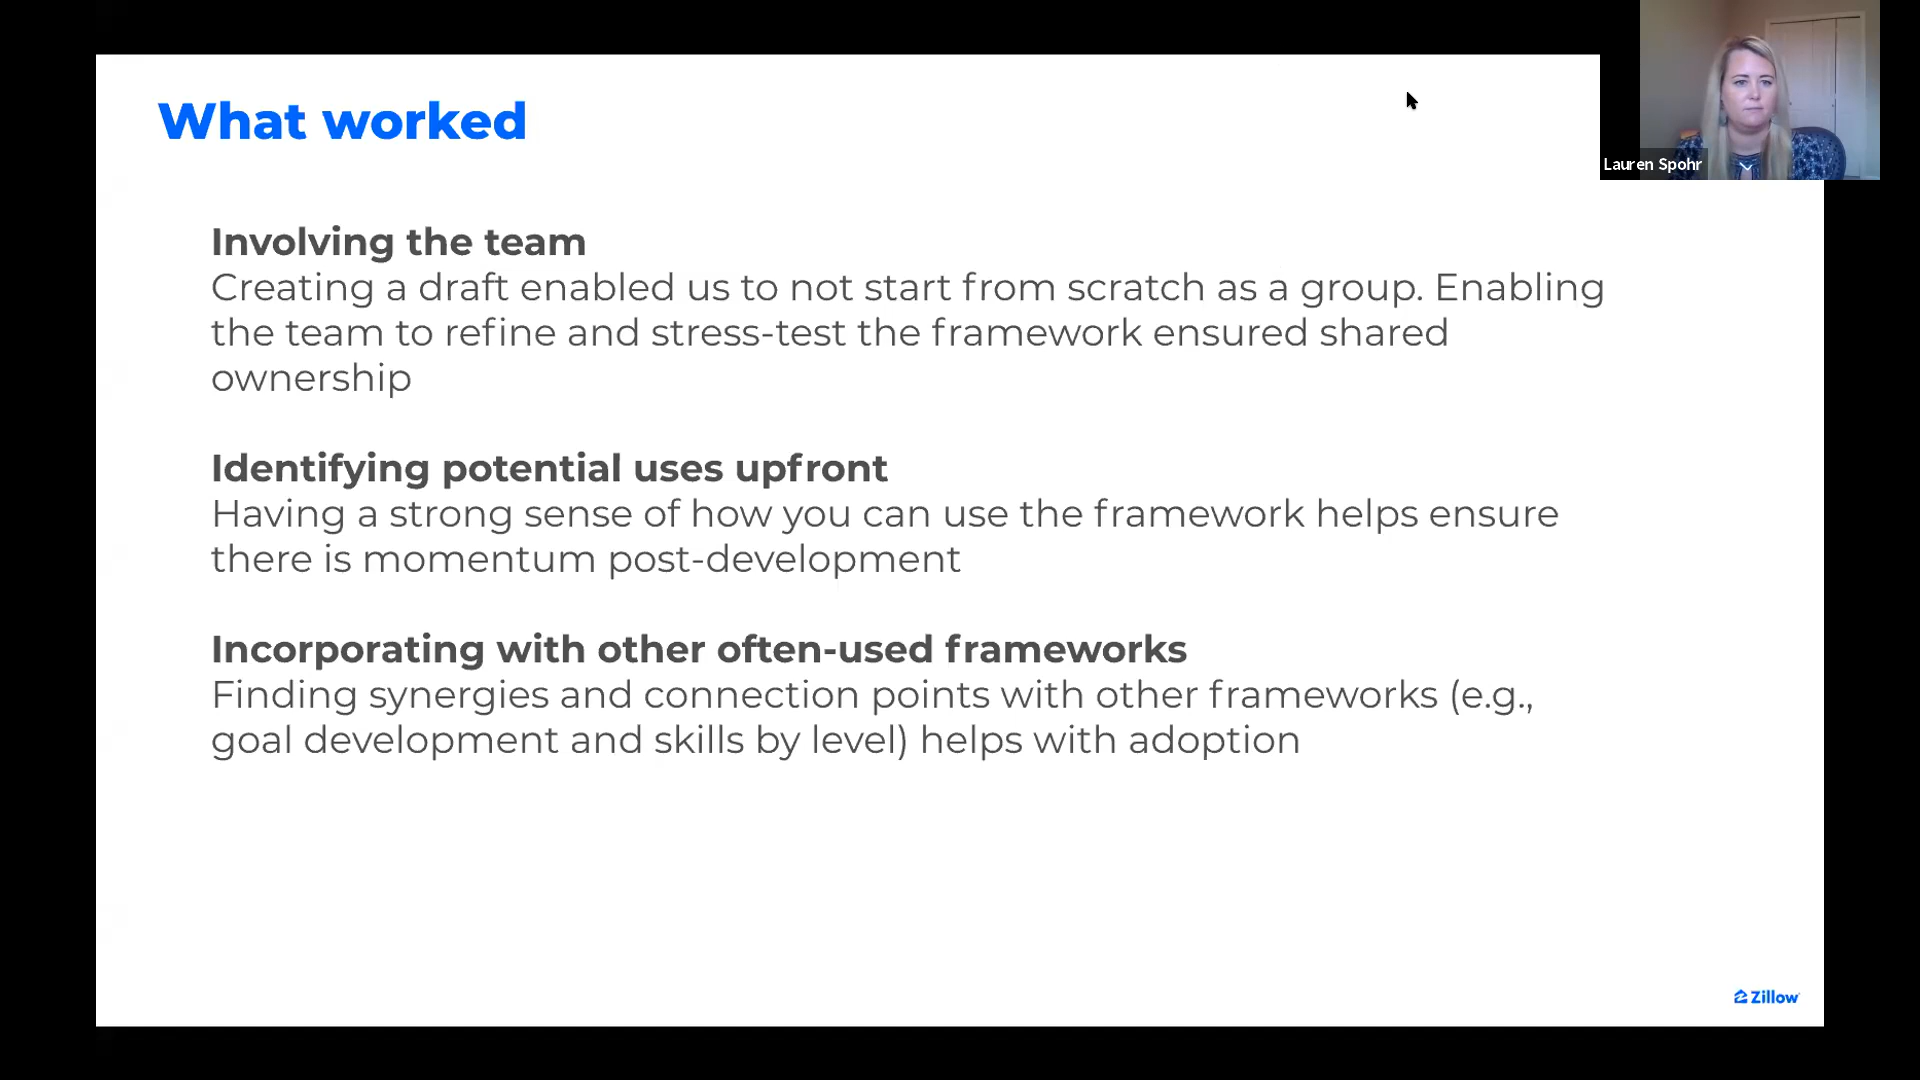 What worked
Lauren Spohr
Involving the team
Creating a draft enabled us to not start from scratch as a group. Enabling
the team to refine and stress-test the framework ensured shared
ownership
Identifying potential uses upfront
Having a strong sense of how you can use the framework helps ensure
there is momentum post-development
Incorporating with other often-used frameworks
Finding synergies and connection points with other frameworks (e.g.,
goal development and skills by level) helps with adoption
Zillow